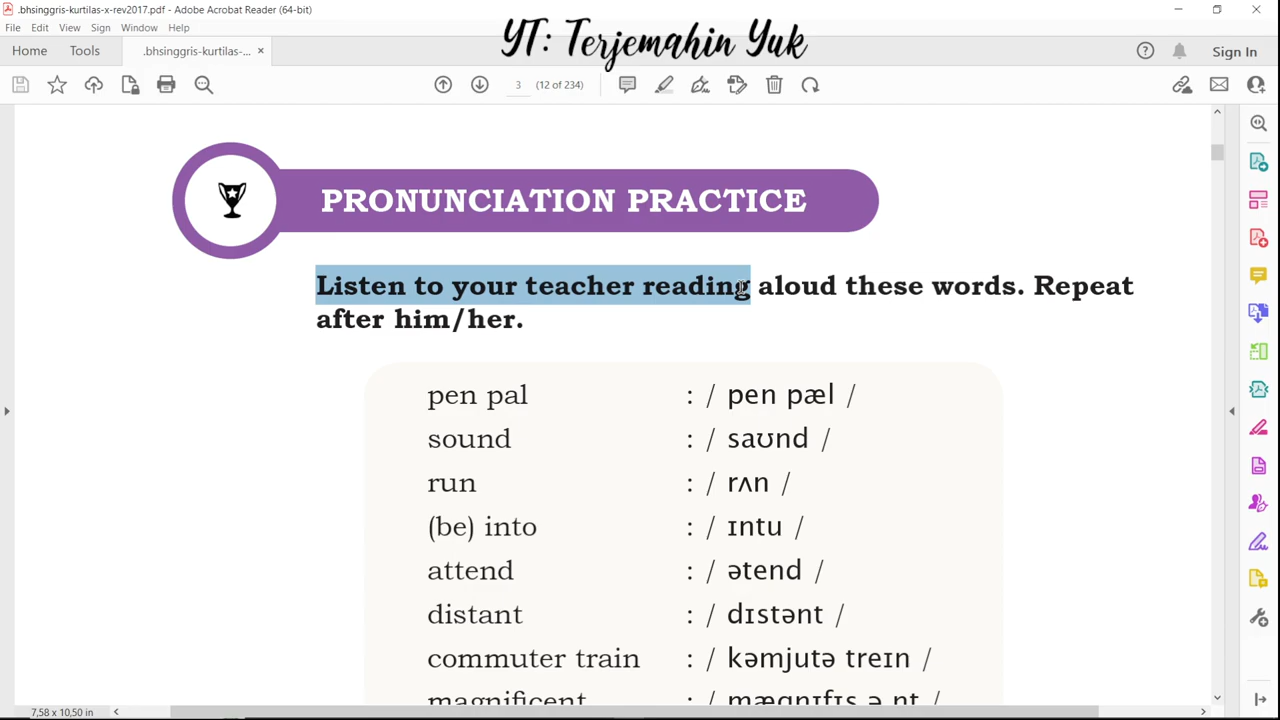 .bhsinggris-kurtilas-x-rev2017.pdf - Adobe Acrobat Reader (64-bit)
File Edit View Sign Window Help
YT: Terjemahin Yuk
Home Tools .bhsinggris-kurtilas-... × Sign In
3 (12 of 234)
PRONUNCIATION PRACTICE
Listen to your teacher reading aloud these words. Repeat
after him/her.
pen pal : / pen pæl /
sound : / saʊnd /
run : / rʌn /
(be) into : / ɪntu /
attend : / ətend /
distant : / dɪstənt /
commuter train : / kəmjutə treɪn /
magnificent : / mægnɪfɪs ə nt /
7,58 x 10,50 in